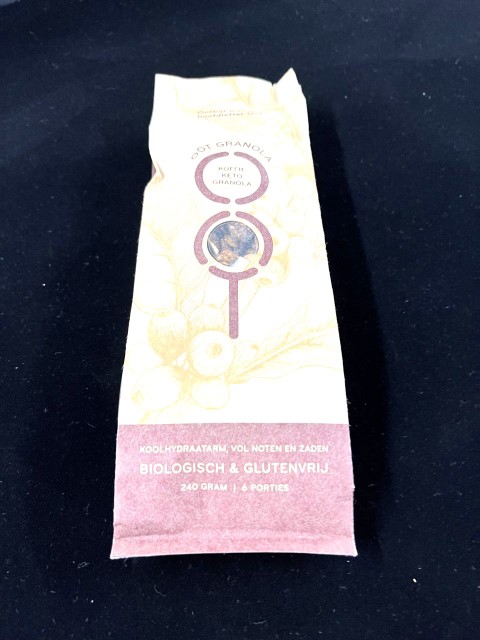 OOT GRANOLA
KOFFIE
KETO
GRANOLA
KOOLHYDRAATARM, VOL NOTEN EN ZADEN
BIOLOGISCH & GLUTENVRIJ
240 GRAM | 6 PORTIES